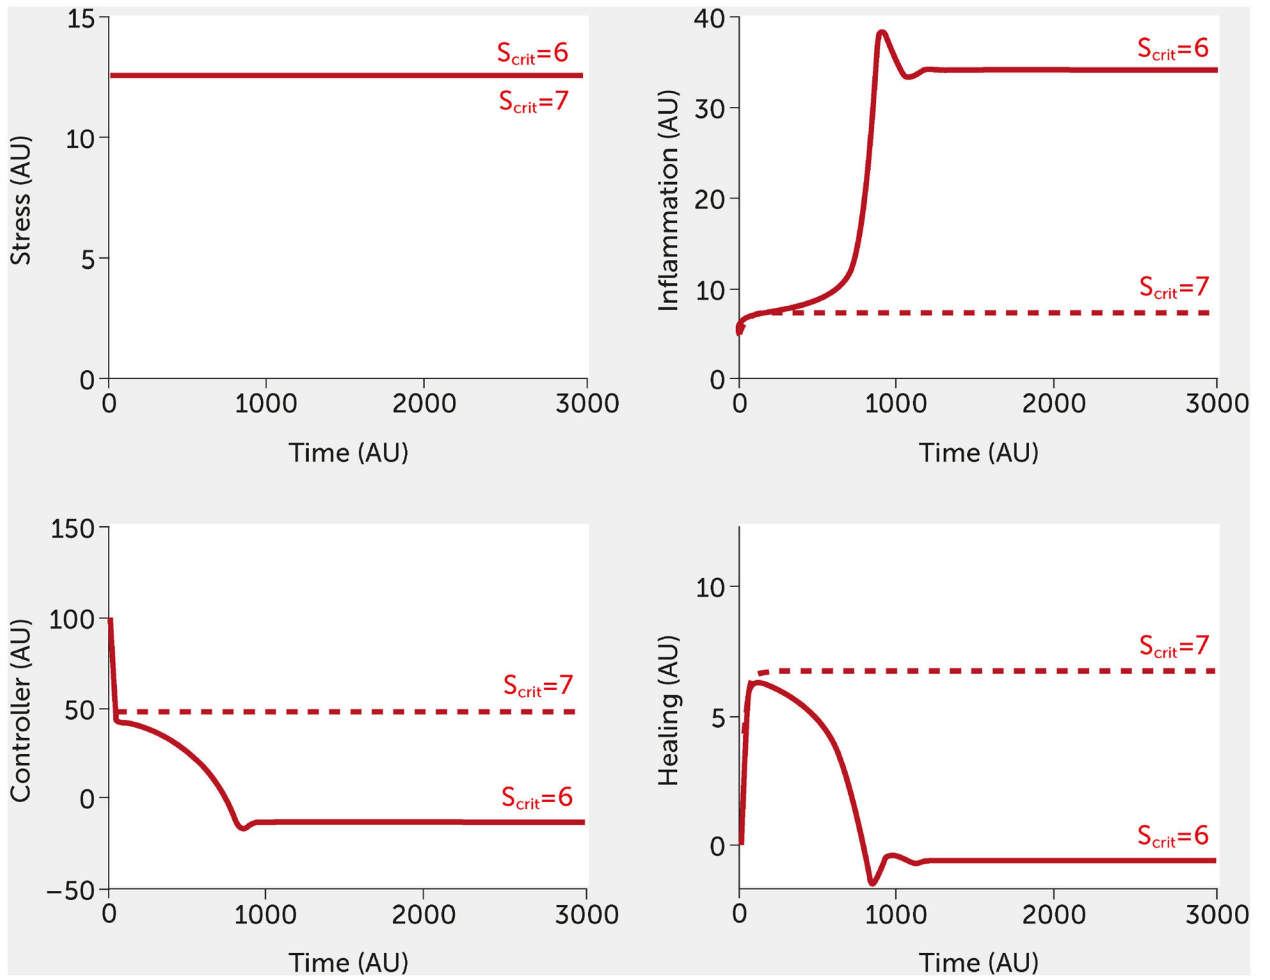 15
10
5
0
Stress (AU)
S_crit=6
S_crit=7
0 1000 2000 3000
Time (AU)
40
30
20
10
0
Inflammation (AU)
S_crit=6
S_crit=7
0 1000 2000 3000
Time (AU)
150
100
50
0
−50
Controller (AU)
S_crit=7
S_crit=6
0 1000 2000 3000
Time (AU)
10
5
0
Healing (AU)
S_crit=7
S_crit=6
0 1000 2000 3000
Time (AU)